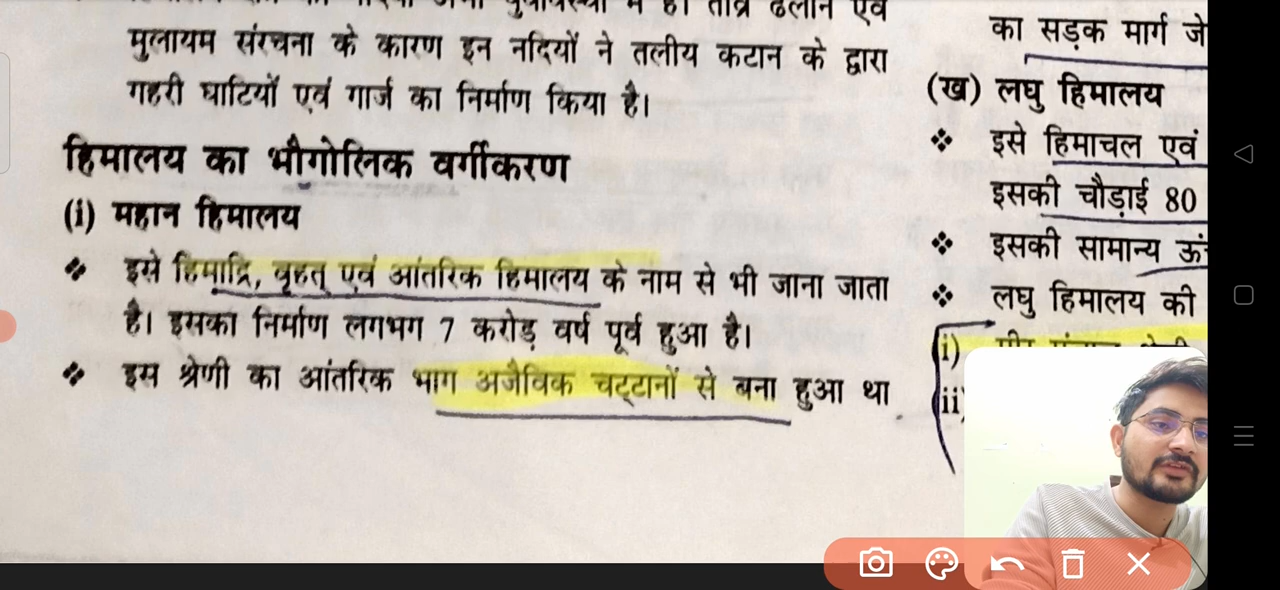 मुलायम संरचना के कारण इन नदियों ने तलीय कटान के द्वारा
गहरी घाटियों एवं गार्ज का निर्माण किया है।
हिमालय का भौगोलिक वर्गीकरण
(i) महान हिमालय
❖ इसे हिमाद्रि, वृहत् एवं आंतरिक हिमालय के नाम से भी जाना जाता
है। इसका निर्माण लगभग 7 करोड़ वर्ष पूर्व हुआ है।
❖ इस श्रेणी का आंतरिक भाग अजैविक चट्टानों से बना हुआ था
का सड़क मार्ग जे
(ख) लघु हिमालय
❖ इसे हिमाचल एवं
इसकी चौड़ाई 80
❖ इसकी सामान्य ऊं
❖ लघु हिमालय की
i)
ii)